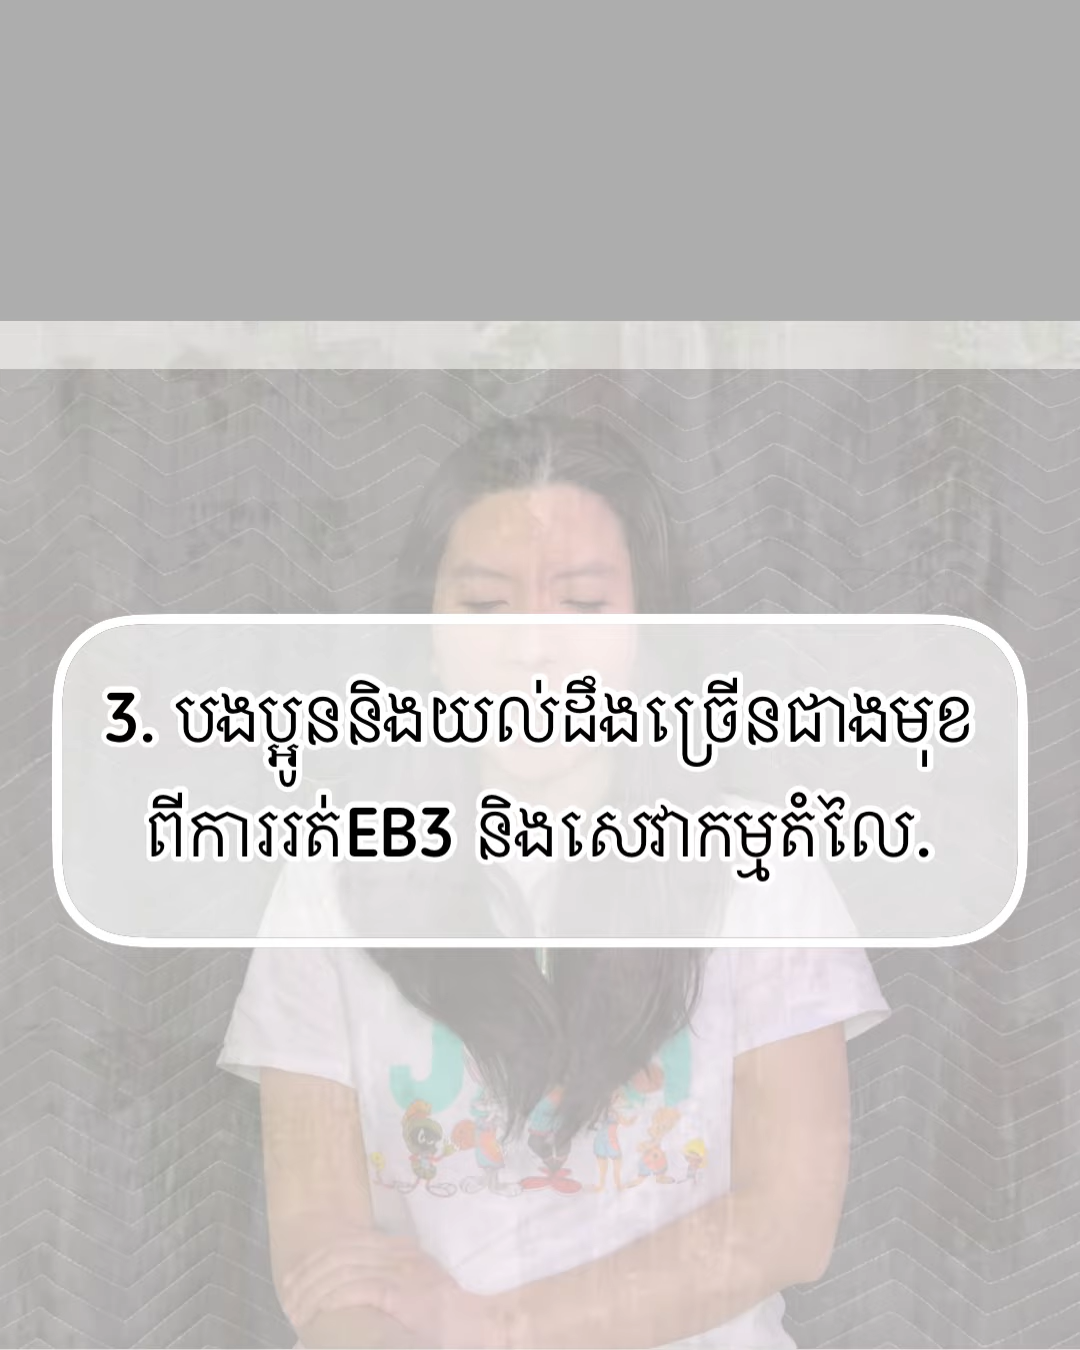 3. បងប្អូននិងយល់ដឹងច្រើនជាងមុខ
ពីការរត់EB3 និងសេវាកម្មតំលៃ.